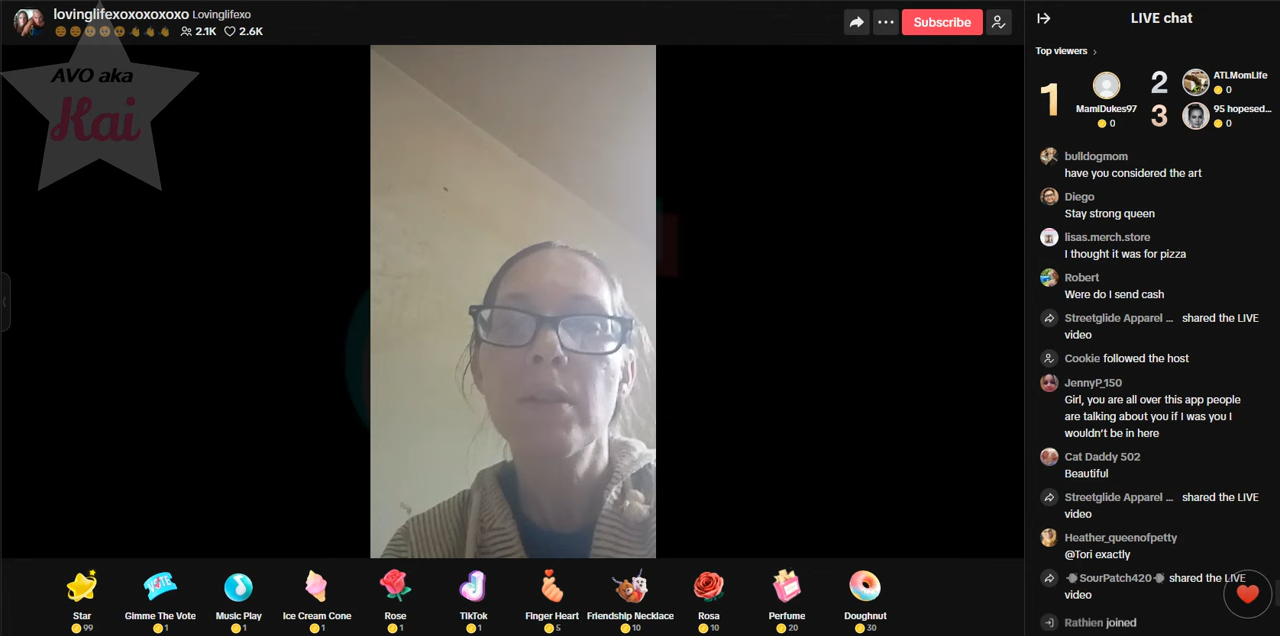 lovinglifexoxoxoxoxo Lovinglifexo
2.1K 2.6K
Subscribe
AVO aka
Kai
LIVE chat
Top viewers
1
MamIDukes97
0
2
ATLMomLife
0
3
95 hopesed...
0
bulldogmom
have you considered the art
Diego
Stay strong queen
lisas.merch.store
I thought it was for pizza
Robert
Were do I send cash
Streetglide Apparel ... shared the LIVE
video
Cookie followed the host
JennyP_150
Girl, you are all over this app people
are talking about you if I was you I
wouldn't be in here
Cat Daddy 502
Beautiful
Streetglide Apparel ... shared the LIVE
video
Heather_queenofpetty
@Tori exactly
SourPatch420 shared the LIVE
video
Rathien joined
Star
99
Gimme The Vote
1
Music Play
1
Ice Cream Cone
1
Rose
1
TikTok
1
Finger Heart
5
Friendship Necklace
10
Rosa
10
Perfume
20
Doughnut
30